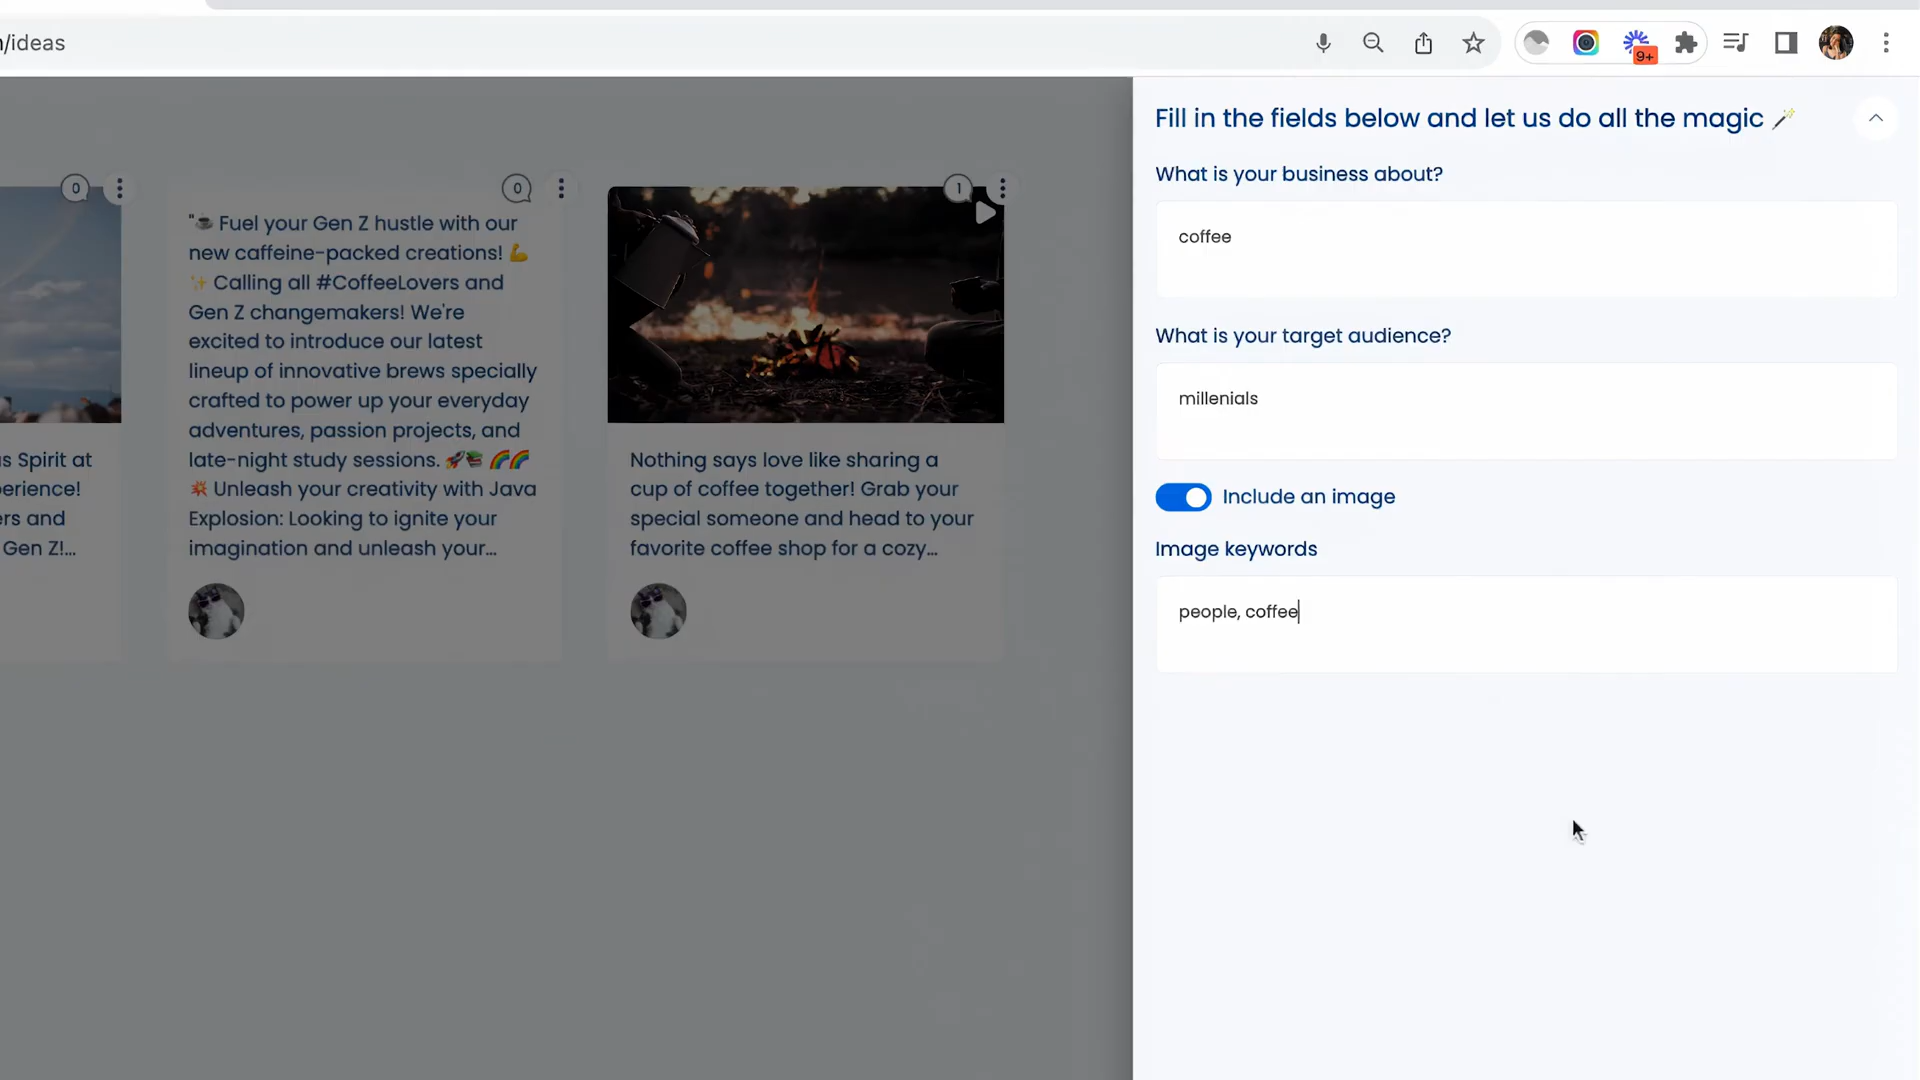 /ideas
9+
0
s Spirit at
erience!
rs and
Gen Z!...
0
"☕ Fuel your Gen Z hustle with our
new caffeine-packed creations! 💪
✨ Calling all #CoffeeLovers and
Gen Z changemakers! We're
excited to introduce our latest
lineup of innovative brews specially
crafted to power up your everyday
adventures, passion projects, and
late-night study sessions. 🚀📚 🌈🌈
💥 Unleash your creativity with Java
Explosion: Looking to ignite your
imagination and unleash your...
1
Nothing says love like sharing a
cup of coffee together! Grab your
special someone and head to your
favorite coffee shop for a cozy...
Fill in the fields below and let us do all the magic 🪄
What is your business about?
coffee
What is your target audience?
millenials
Include an image
Image keywords
people, coffee